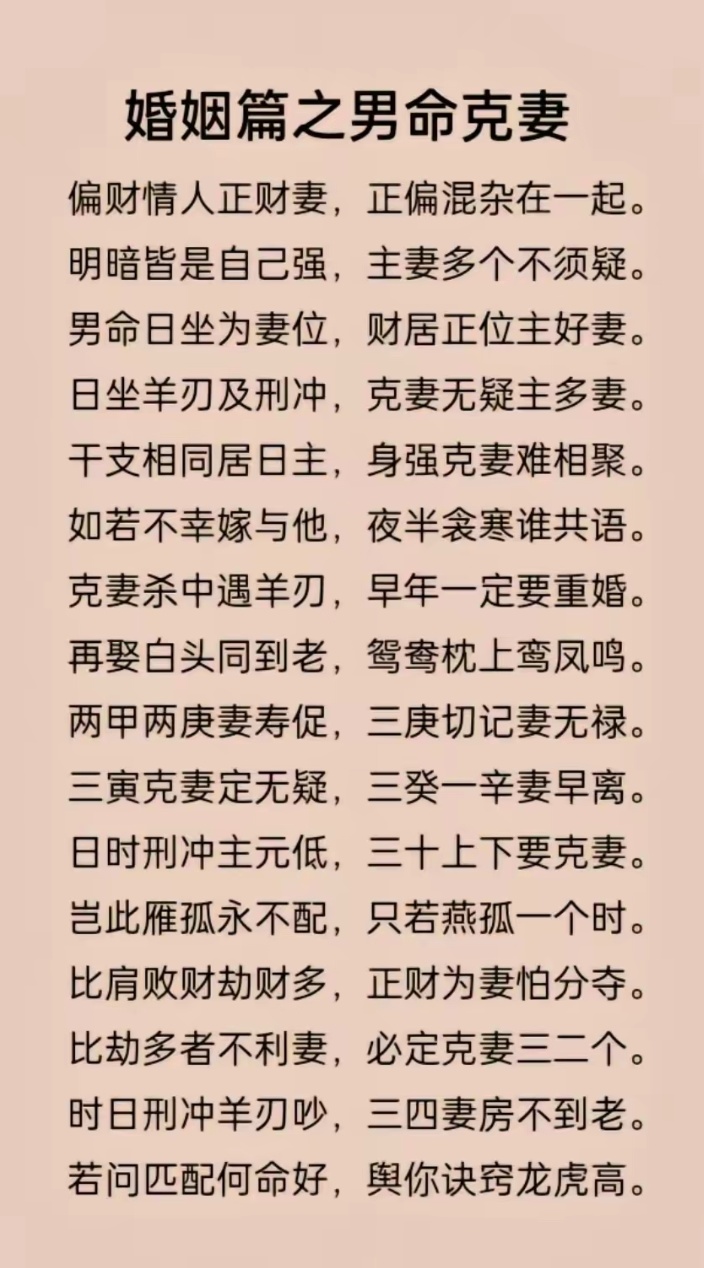 婚姻篇之男命克妻
偏财情人正财妻，正偏混杂在一起。
明暗皆是自己强，主妻多个不须疑。
男命日坐为妻位，财居正位主好妻。
日坐羊刃及刑冲，克妻无疑主多妻。
干支相同居日主，身强克妻难相聚。
如若不幸嫁与他，夜半衾寒谁共语。
克妻杀中遇羊刃，早年一定要重婚。
再娶白头同到老，鸳鸯枕上鸾凤鸣。
两甲两庚妻寿促，三庚切记妻无禄。
三寅克妻定无疑，三癸一辛妻早离。
日时刑冲主元低，三十上下要克妻。
岂此雁孤永不配，只若燕孤一个时。
比肩败财劫财多，正财为妻怕分夺。
比劫多者不利妻，必定克妻三二个。
时日刑冲羊刃吵，三四妻房不到老。
若问匹配何命好，舆你诀窍龙虎高。